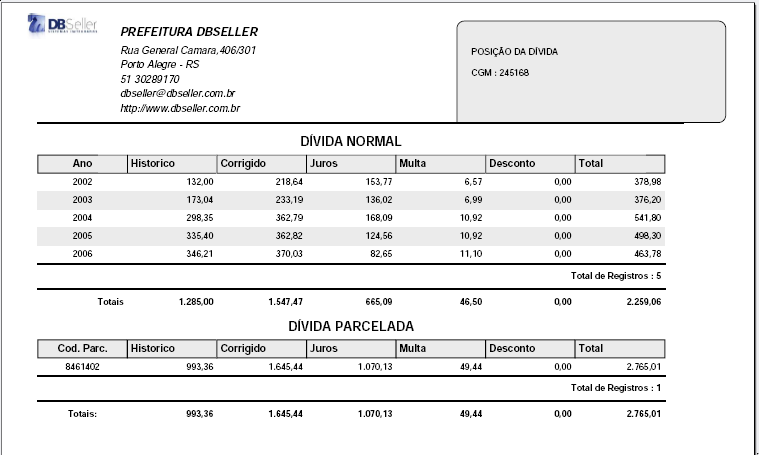 DBSeller
PREFEITURA DBSELLER
Rua General Camara,406/301
Porto Alegre - RS
51 30289170
dbseller@dbseller.com.br
http://www.dbseller.com.br
POSIÇÃO DA DÍVIDA
CGM : 245168
DÍVIDA NORMAL
Ano Historico Corrigido Juros Multa Desconto Total
2002 132,00 218,64 153,77 6,57 0,00 378,98
2003 173,04 233,19 136,02 6,99 0,00 376,20
2004 298,35 362,79 168,09 10,92 0,00 541,80
2005 335,40 362,82 124,56 10,92 0,00 498,30
2006 346,21 370,03 82,65 11,10 0,00 463,78
Total de Registros : 5
Totais 1.285,00 1.547,47 665,09 46,50 0,00 2.259,06
DÍVIDA PARCELADA
Cod. Parc. Historico Corrigido Juros Multa Desconto Total
8461402 993,36 1.645,44 1.070,13 49,44 0,00 2.765,01
Total de Registros : 1
Totais: 993,36 1.645,44 1.070,13 49,44 0,00 2.765,01